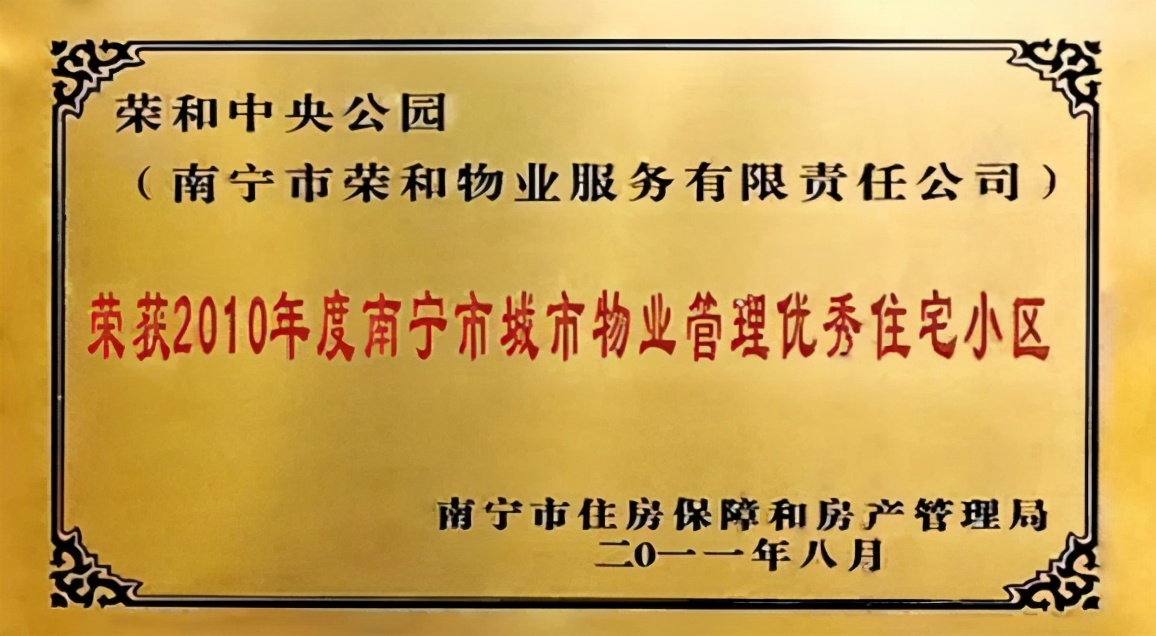 荣和中央公园
（南宁市荣和物业服务有限责任公司）
荣获2010年度南宁市城市物业管理优秀住宅小区
南宁市住房保障和房产管理局
二0一一年八月